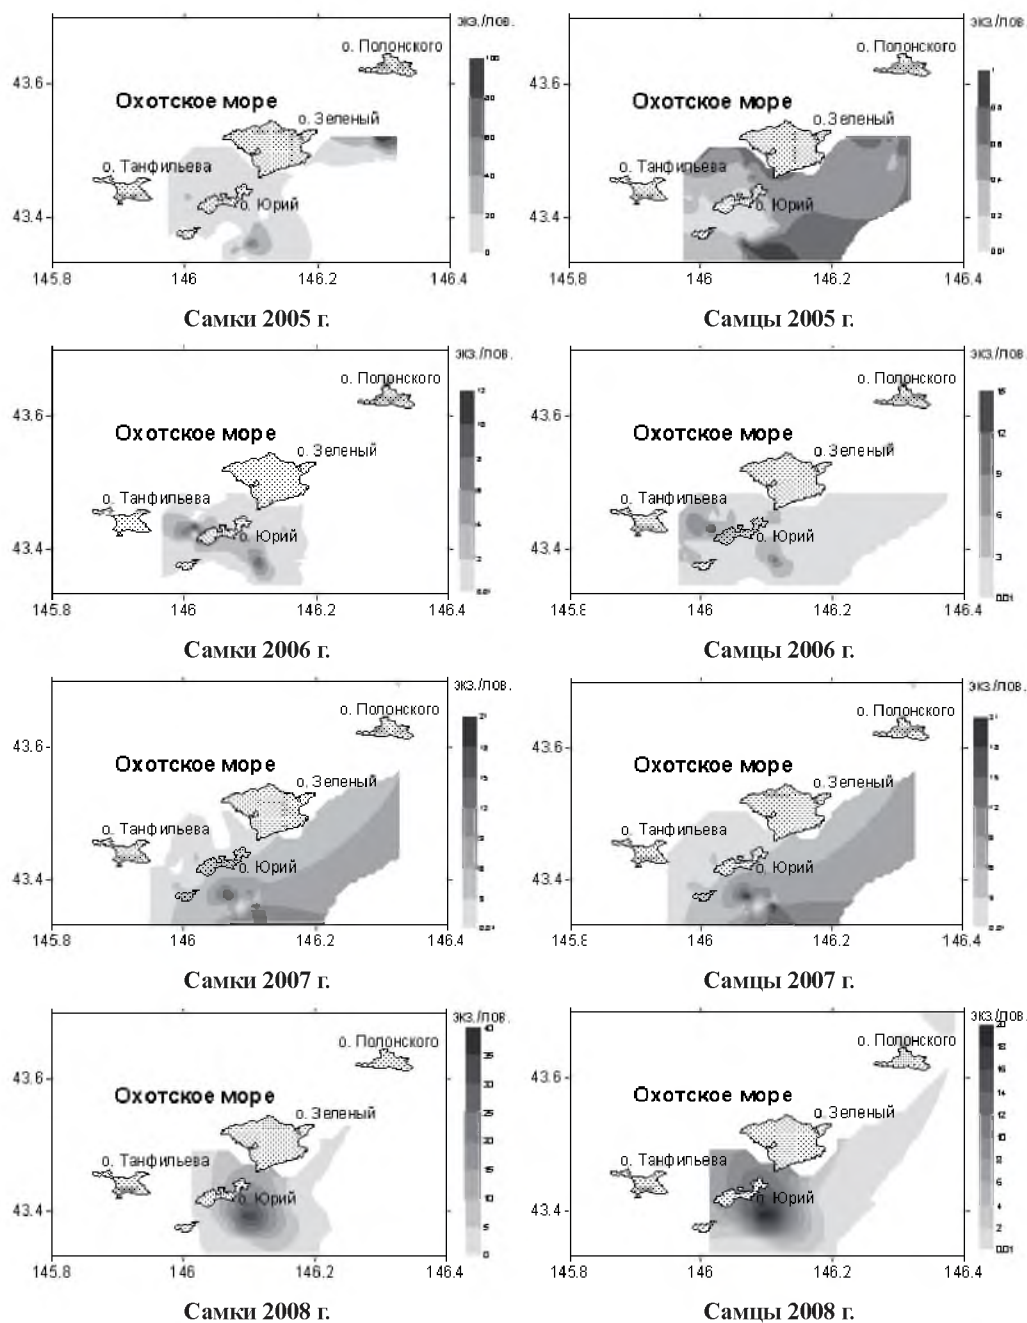 экз./лов.
о. Полонского
43.6
Охотское море
о. Зеленый
о. Танфильева
43.4
о. Юрий
145.8 146 146.2 146.4
100
80
60
40
20
0
Самки 2005 г.
экз./лов.
о. Полонского
43.6
Охотское море
о. Зеленый
о. Танфильева
43.4
о. Юрий
145.8 146 146.2 146.4
Самцы 2005 г.
экз./лов.
о. Полонского
43.6
Охотское море
о. Зеленый
о. Танфильева
43.4
о. Юрий
145.8 146 146.2 146.4
Самки 2006 г.
экз./лов.
о. Полонского
43.6
Охотское море
о. Зеленый
о. Танфильева
43.4
о. Юрий
146 146.2 146.4
15
12
9
6
3
0.01
Самцы 2006 г.
экз./лов.
о. Полонского
43.6
Охотское море
о. Зеленый
о. Танфильева
43.4
о. Юрий
145.8 146 146.2 146.4
Самки 2007 г.
экз./лов.
о. Полонского
43.6
Охотское море
о. Зеленый
о. Танфильева
43.4
о. Юрий
146 146.2 146.4
Самцы 2007 г.
экз./лов.
о. Полонского
43.6
Охотское море
о. Зеленый
о. Танфильева
43.4
о. Юрий
145.8 146 146.2 146.4
40
35
30
25
20
15
10
5
0
Самки 2008 г.
экз./лов.
о. Полонского
43.6
Охотское море
о. Зеленый
о. Танфильева
43.4
о. Юрий
145.8 146 146.2 146.4
20
18
16
14
12
10
8
6
4
2
0.01
Самцы 2008 г.